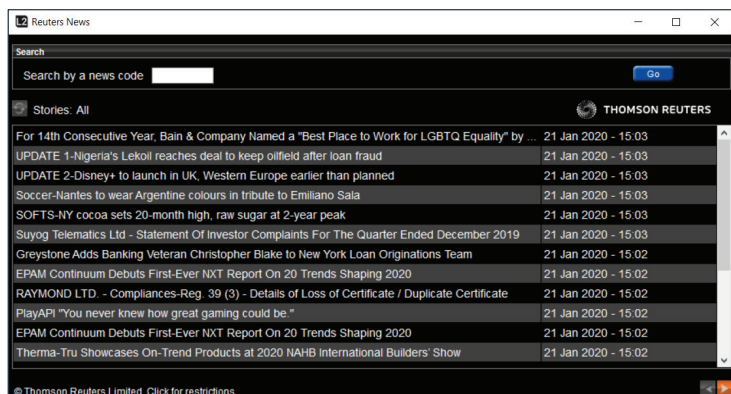 L2 Reuters News
Search
Search by a news code
Go
Stories: All
THOMSON REUTERS
For 14th Consecutive Year, Bain & Company Named a "Best Place to Work for LGBTQ Equality" by ... 21 Jan 2020 - 15:03
UPDATE 1-Nigeria's Lekoil reaches deal to keep oilfield after loan fraud 21 Jan 2020 - 15:03
UPDATE 2-Disney+ to launch in UK, Western Europe earlier than planned 21 Jan 2020 - 15:03
Soccer-Nantes to wear Argentine colours in tribute to Emiliano Sala 21 Jan 2020 - 15:03
SOFTS-NY cocoa sets 20-month high, raw sugar at 2-year peak 21 Jan 2020 - 15:03
Suyog Telematics Ltd - Statement Of Investor Complaints For The Quarter Ended December 2019 21 Jan 2020 - 15:03
Greystone Adds Banking Veteran Christopher Blake to New York Loan Originations Team 21 Jan 2020 - 15:02
EPAM Continuum Debuts First-Ever NXT Report On 20 Trends Shaping 2020 21 Jan 2020 - 15:02
RAYMOND LTD. - Compliances-Reg. 39 (3) - Details of Loss of Certificate / Duplicate Certificate 21 Jan 2020 - 15:02
PlayAPI "You never knew how great gaming could be." 21 Jan 2020 - 15:02
EPAM Continuum Debuts First-Ever NXT Report On 20 Trends Shaping 2020 21 Jan 2020 - 15:02
Therma-Tru Showcases On-Trend Products at 2020 NAHB International Builders' Show 21 Jan 2020 - 15:02
© Thomson Reuters Limited. Click for restrictions